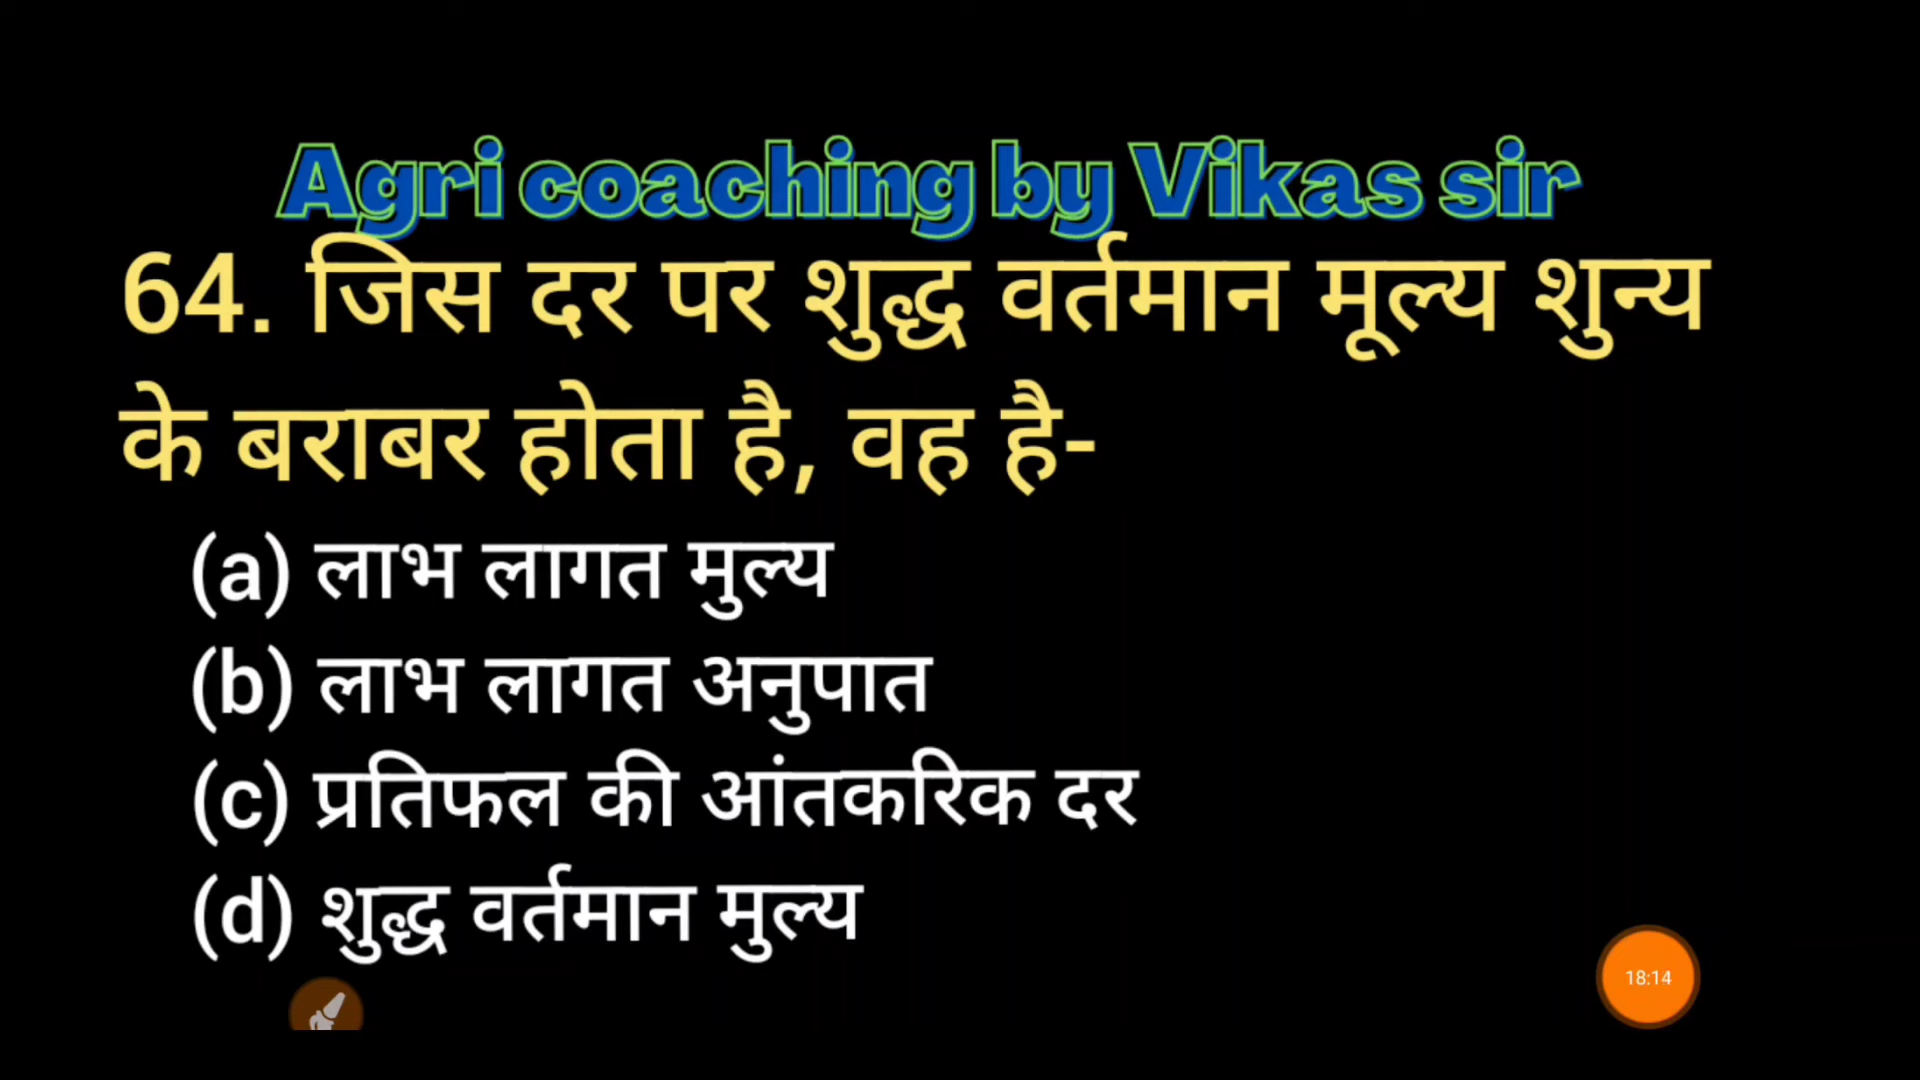 Agri coaching by Vikas sir
64. जिस दर पर शुद्ध वर्तमान मूल्य शुन्य
के बराबर होता है, वह है-
(a) लाभ लागत मुल्य
(b) लाभ लागत अनुपात
(c) प्रतिफल की आंतकरिक दर
(d) शुद्ध वर्तमान मुल्य
18:14